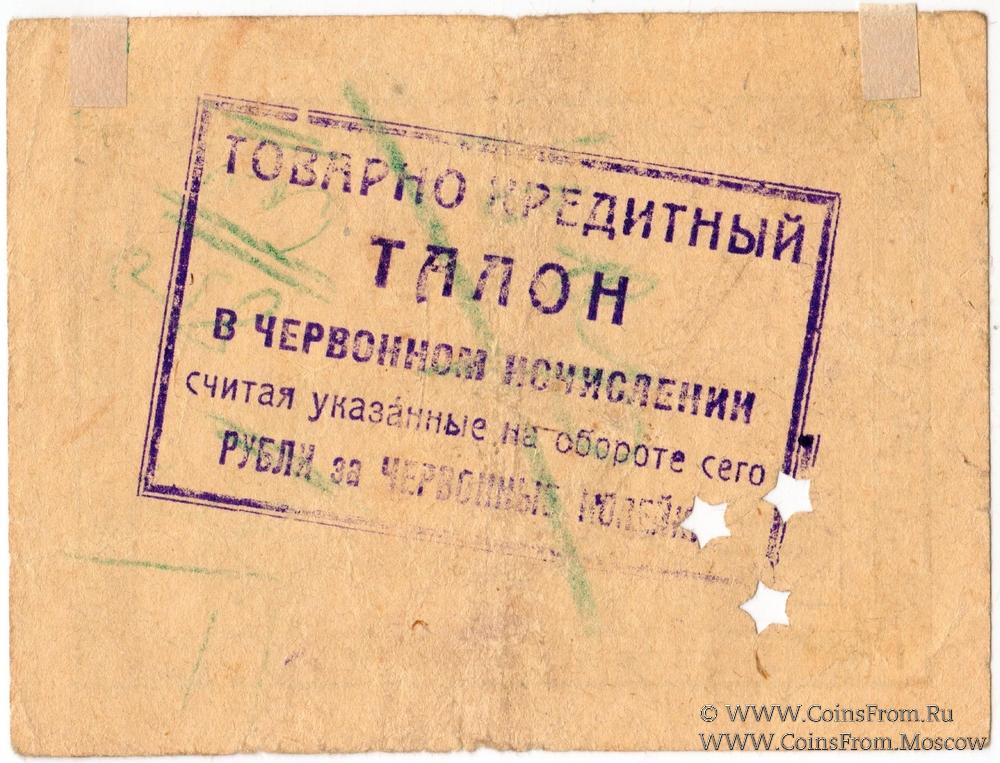 ТОВАРНО КРЕДИТНЫЙ
ТАЛОН
В ЧЕРВОННОМ ИСЧИСЛЕНИИ
считая указанные на обороте сего
РУБЛИ за ЧЕРВОННЫЕ КОПЕЙКИ
© WWW.CoinsFrom.Ru
WWW.CoinsFrom.Moscow